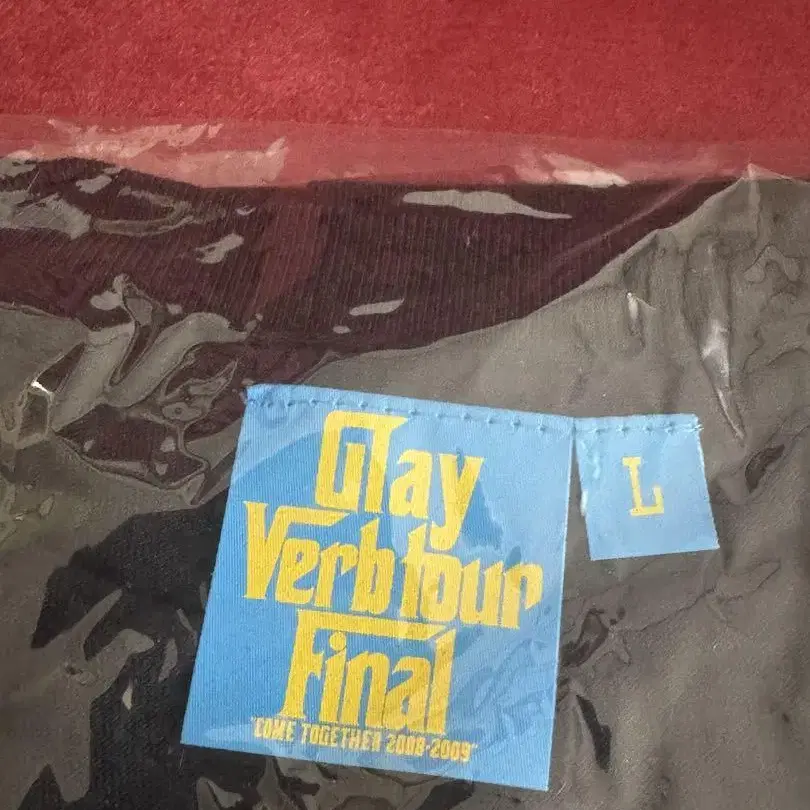 Glay
Verb tour
Final
"COME TOGETHER 2008-2009"
L